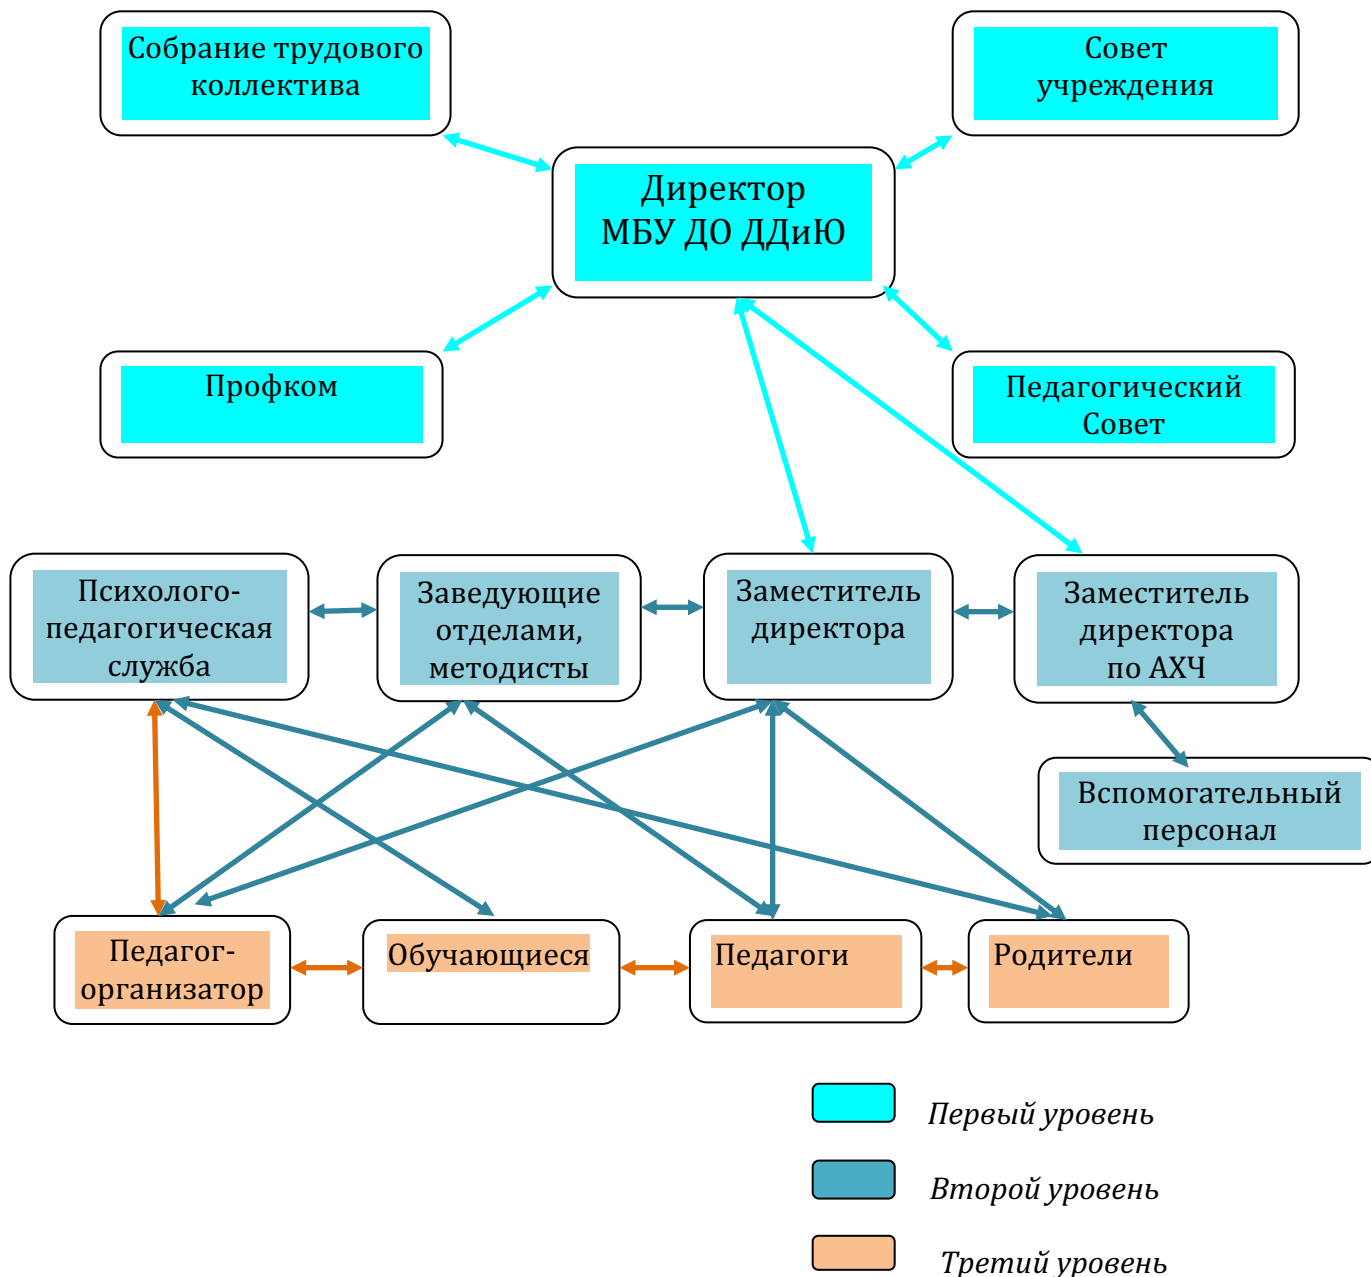 Собрание трудового
коллектива
Совет
учреждения
Директор
МБУ ДО ДДиЮ
Профком
Педагогический
Совет
Психолого-
педагогическая
служба
Заведующие
отделами,
методисты
Заместитель
директора
Заместитель
директора
по АХЧ
Вспомогательный
персонал
Педагог-
организатор
Обучающиеся
Педагоги
Родители
Первый уровень
Второй уровень
Третий уровень